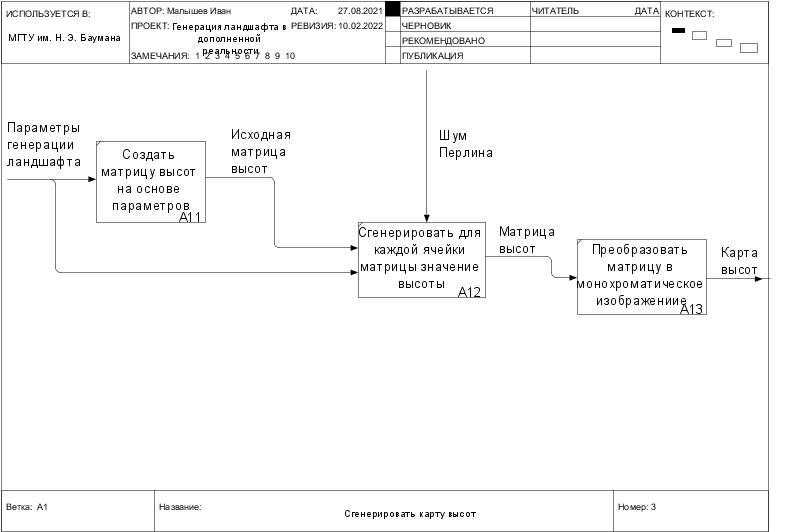 ИСПОЛЬЗУЕТСЯ В:
МГТУ им. Н. Э. Баумана
АВТОР: Малышев Иван
ДАТА: 27.08.2021
ПРОЕКТ: Генерация ландшафта в
дополненной
реальности
РЕВИЗИЯ: 10.02.2022
ЗАМЕЧАНИЯ: 1 2 3 4 5 6 7 8 9 10
РАЗРАБАТЫВАЕТСЯ
ЧЕРНОВИК
РЕКОМЕНДОВАНО
ПУБЛИКАЦИЯ
ЧИТАТЕЛЬ ДАТА
КОНТЕКСТ:
Параметры
генерации
ландшафта
Создать
матрицу высот
на основе
параметров
A11
Исходная
матрица
высот
Шум
Перлина
Сгенерировать для
каждой ячейки
матрицы значение
высоты
A12
Матрица
высот
Преобразовать
матрицу в
монохроматическое
изображениие
A13
Карта
высот
Ветка: A1
Название:
Сгенерировать карту высот
Номер: 3